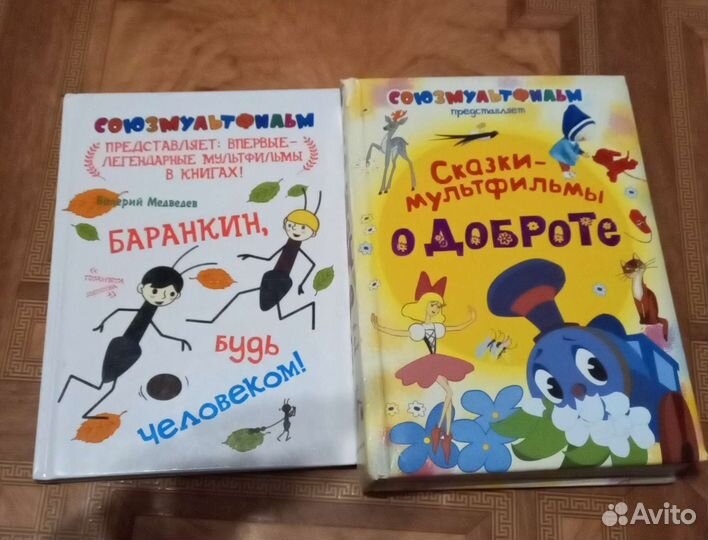 СОЮЗМУЛЬТФИЛЬМ
ПРЕДСТАВЛЯЕТ: ВПЕРВЫЕ-
ЛЕГЕНДАРНЫЕ МУЛЬТФИЛЬМЫ
В КНИГАХ!
Валерий Медведев
БАРАНКИН,
БУДЬ
ЧЕЛОВЕКОМ!
СОЮЗМУЛЬТФИЛЬМ
представляет
Сказки-
мультфильмы
О ДОБРОТЕ
Avito